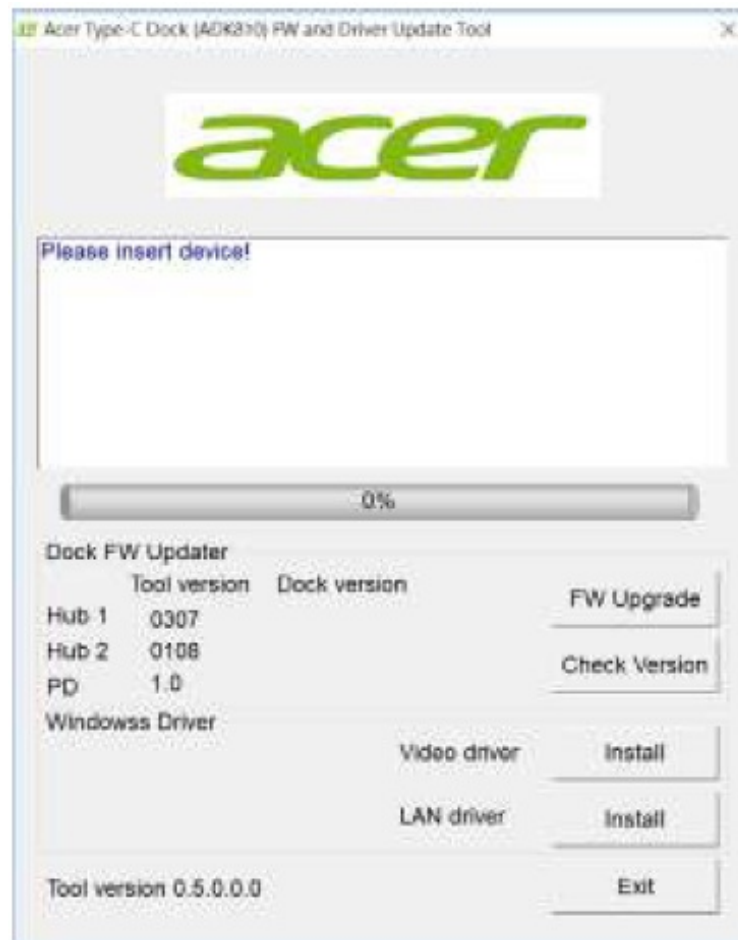 Acer Type-C Dock (ADK810) FW and Driver Update Tool
acer
Please insert device!
0%
Dock FW Updater
Tool version Dock version
Hub 1 0307
FW Upgrade
Hub 2 0108
Check Version
PD 1.0
Windowss Driver
Video driver Install
LAN driver Install
Tool version 0.5.0.0.0 Exit